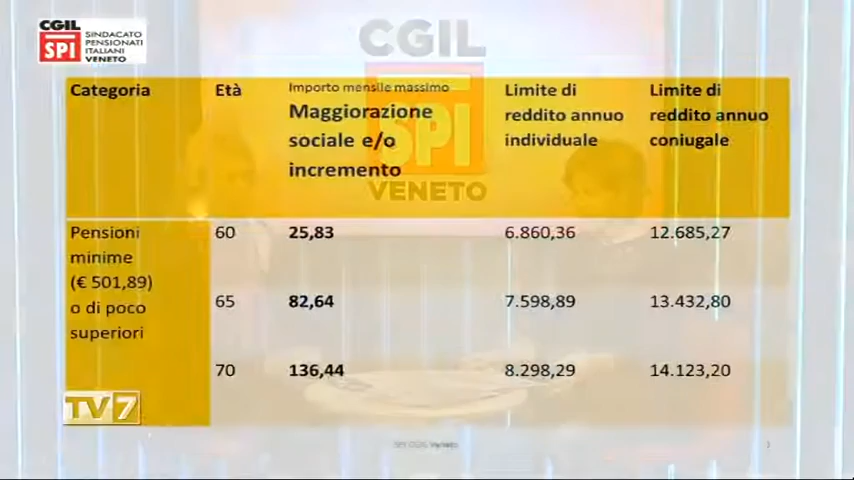 CGIL
SPI
SINDACATO
PENSIONATI
ITALIANI
VENETO
CGIL
SPI
VENETO
Categoria
Età
Importo mensile massimo
Maggiorazione
sociale e/o
incremento
Limite di
reddito annuo
individuale
Limite di
reddito annuo
coniugale
Pensioni
minime
(€ 501,89)
o di poco
superiori
60 25,83 6.860,36 12.685,27
65 82,64 7.598,89 13.432,80
70 136,44 8.298,29 14.123,20
TV7
SPI CGIL Veneto